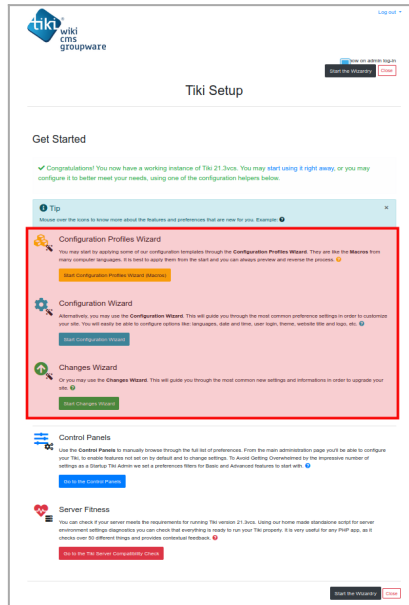 Log out
tiki
wiki
cms
groupware
Show on admin log-in
Start the Wizardry Close
Tiki Setup
Get Started
Congratulations! You now have a working instance of Tiki 21.3vcs. You may start using it right away, or you may
configure it to better meet your needs, using one of the configuration helpers below.
Tip ×
Mouse over the icons to know more about the features and preferences that are new for you. Example:
Configuration Profiles Wizard
You may start by applying some of our configuration templates through the Configuration Profiles Wizard. They are like the Macros from
many computer languages. It is best to apply them from the start and you can always preview and reverse the process.
Start Configuration Profiles Wizard (Macros)
Configuration Wizard
Alternatively, you may use the Configuration Wizard. This will guide you through the most common preference settings in order to customize
your site. You will easily be able to configure options like: languages, date and time, user login, theme, website title and logo, etc.
Start Configuration Wizard
Changes Wizard
Or you may use the Changes Wizard. This will guide you through the most common new settings and informations in order to upgrade your
site.
Start Changes Wizard
Control Panels
Use the Control Panels to manually browse through the full list of preferences. From the main administration page you'll be able to configure
your Tiki, to enable features not set on by default and to change settings. To Avoid Getting Overwhelmed by the impressive number of
settings as a Startup Tiki Admin we set a preferences filters for Basic and Advanced features to start with.
Go to the Control Panels
Server Fitness
You can check if your server meets the requirements for running Tiki version 21.3vcs. Using our home made standalone script for server
environment settings diagnostics you can check that everything is ready to run your Tiki properly. It is very useful for any PHP app, as it
checks over 50 different things and provides contextual feedback.
Go to the Tiki Server Compatibility Check
Start the Wizardry Close